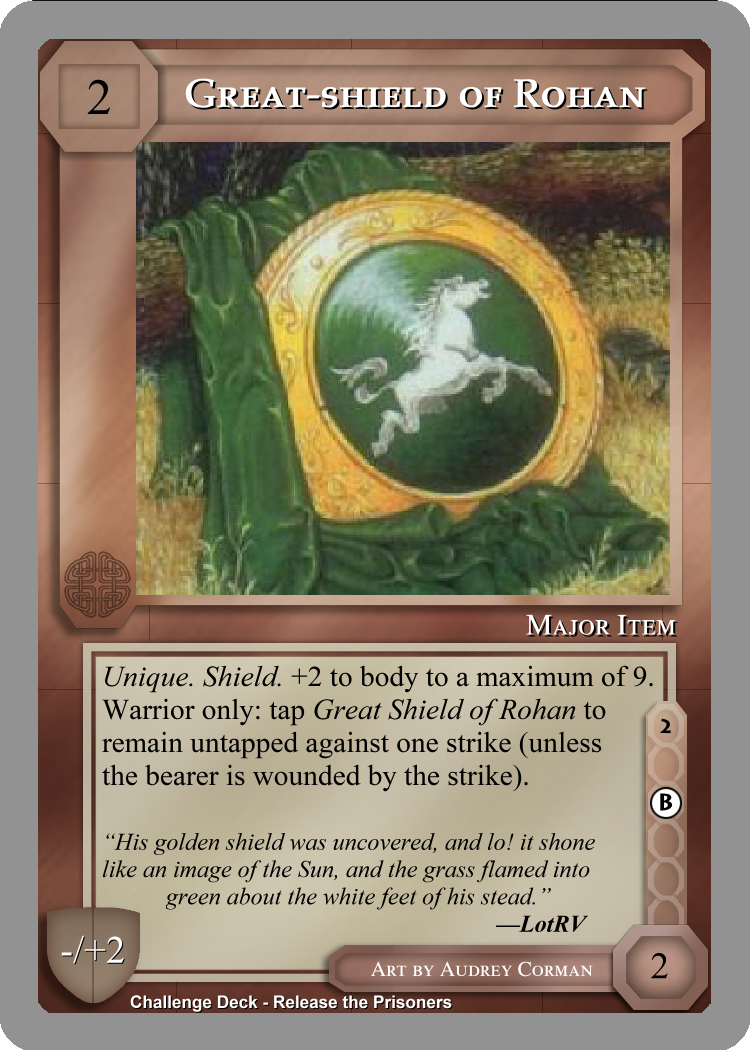 2
Great-shield of Rohan
Major Item
Unique. Shield. +2 to body to a maximum of 9.
Warrior only: tap Great Shield of Rohan to
remain untapped against one strike (unless
the bearer is wounded by the strike).
2
B
“His golden shield was uncovered, and lo! it shone
like an image of the Sun, and the grass flamed into
green about the white feet of his stead.”
—LotRV
-/+2
Art by Audrey Corman
2
Challenge Deck - Release the Prisoners